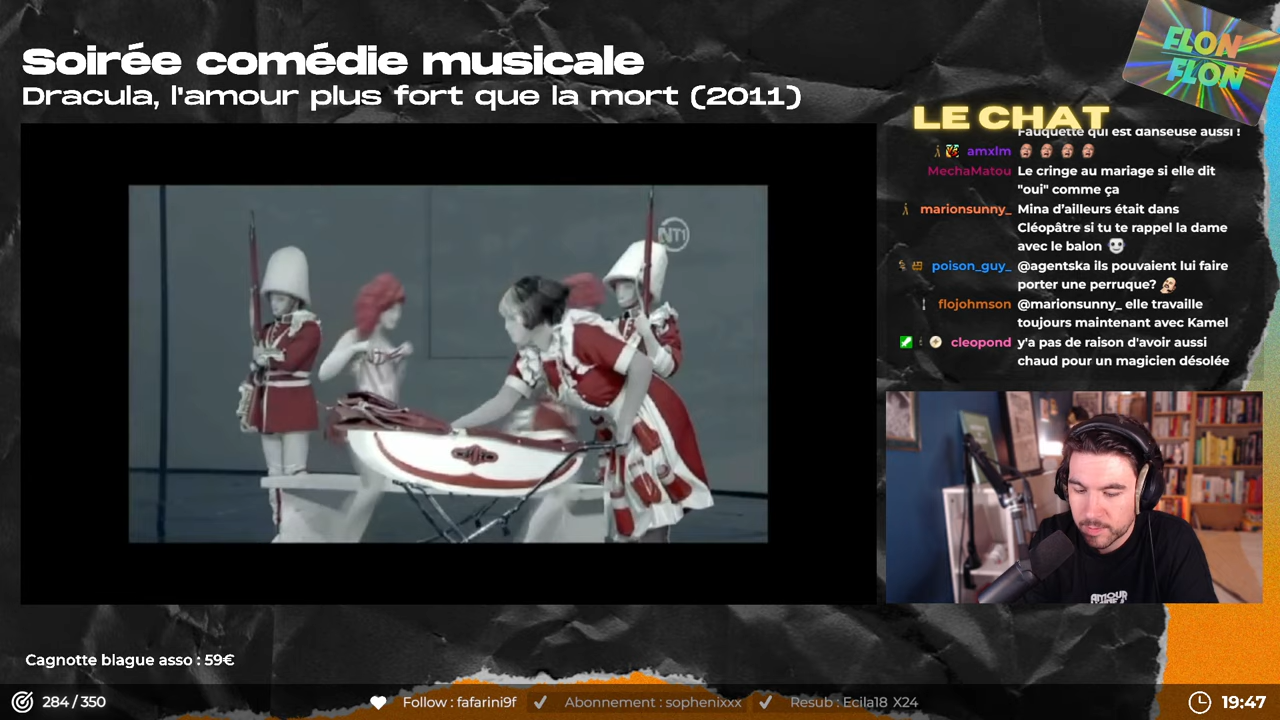 Soirée comédie musicale
Dracula, l'amour plus fort que la mort (2011)
FLON
FLON
LE CHAT
Fauquette qui est danseuse aussi !
amxlm
MechaMatou Le cringe au mariage si elle dit
"oui" comme ça
marionsunny_ Mina d'ailleurs était dans
Cléopâtre si tu te rappel la dame
avec le balon
poison_guy_ @agentska ils pouvaient lui faire
porter une perruque?
flojohmson @marionsunny_ elle travaille
toujours maintenant avec Kamel
cleopond y'a pas de raison d'avoir aussi
chaud pour un magicien désolée
NT1
AMOUR
Cagnotte blague asso : 59€
284 / 350
Follow : fafarini9f
Abonnement : sophenixxx
Resub : Ecila18 X24
19:47